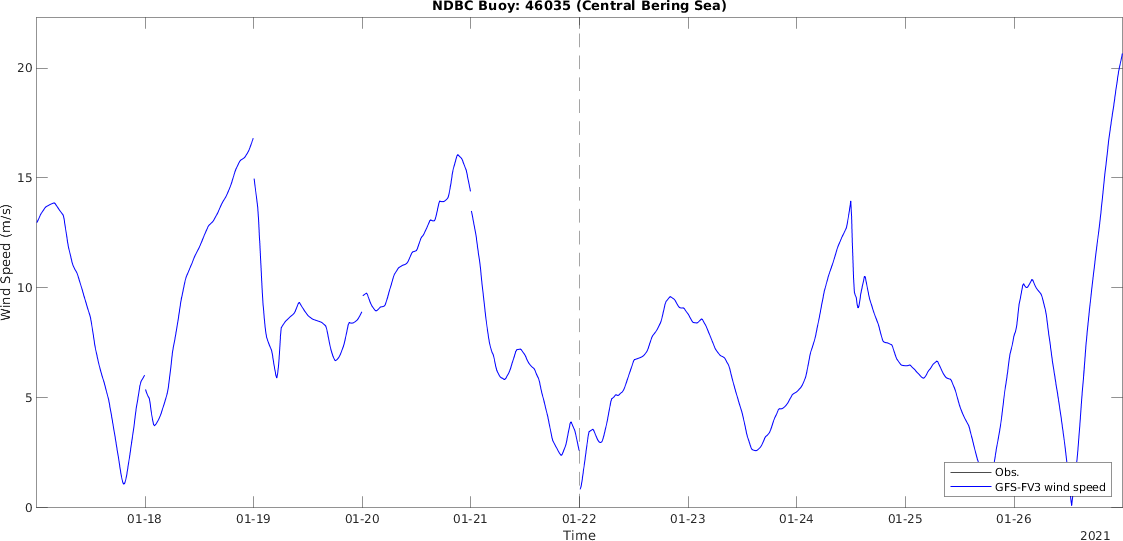 NDBC Buoy: 46035 (Central Bering Sea)
20
15
10
5
0
Wind Speed (m/s)
01-18 01-19 01-20 01-21 01-22 01-23 01-24 01-25 01-26
Time
2021
Obs.
GFS-FV3 wind speed